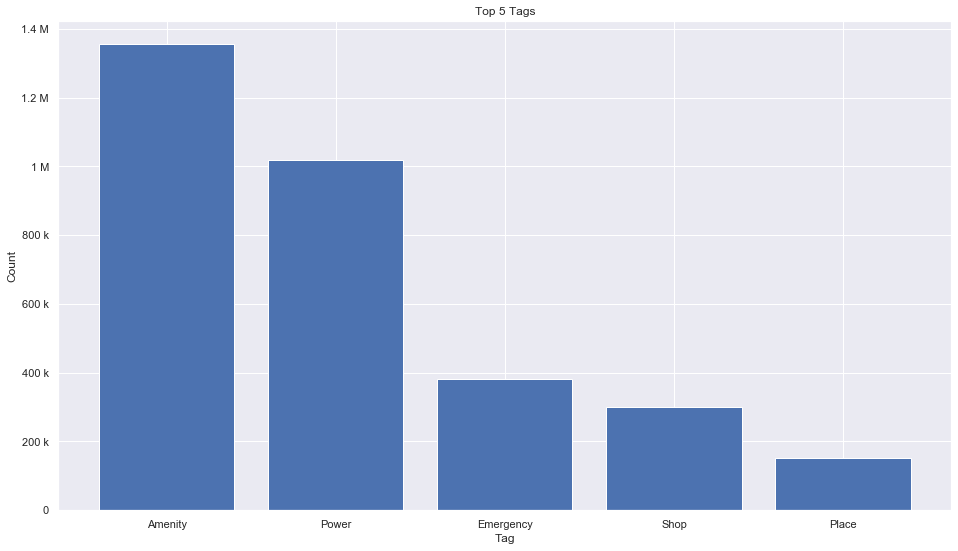 Top 5 Tags
1.4 M
1.2 M
1 M
800 k
600 k
400 k
200 k
0
Count
Amenity Power Emergency Shop Place
Tag